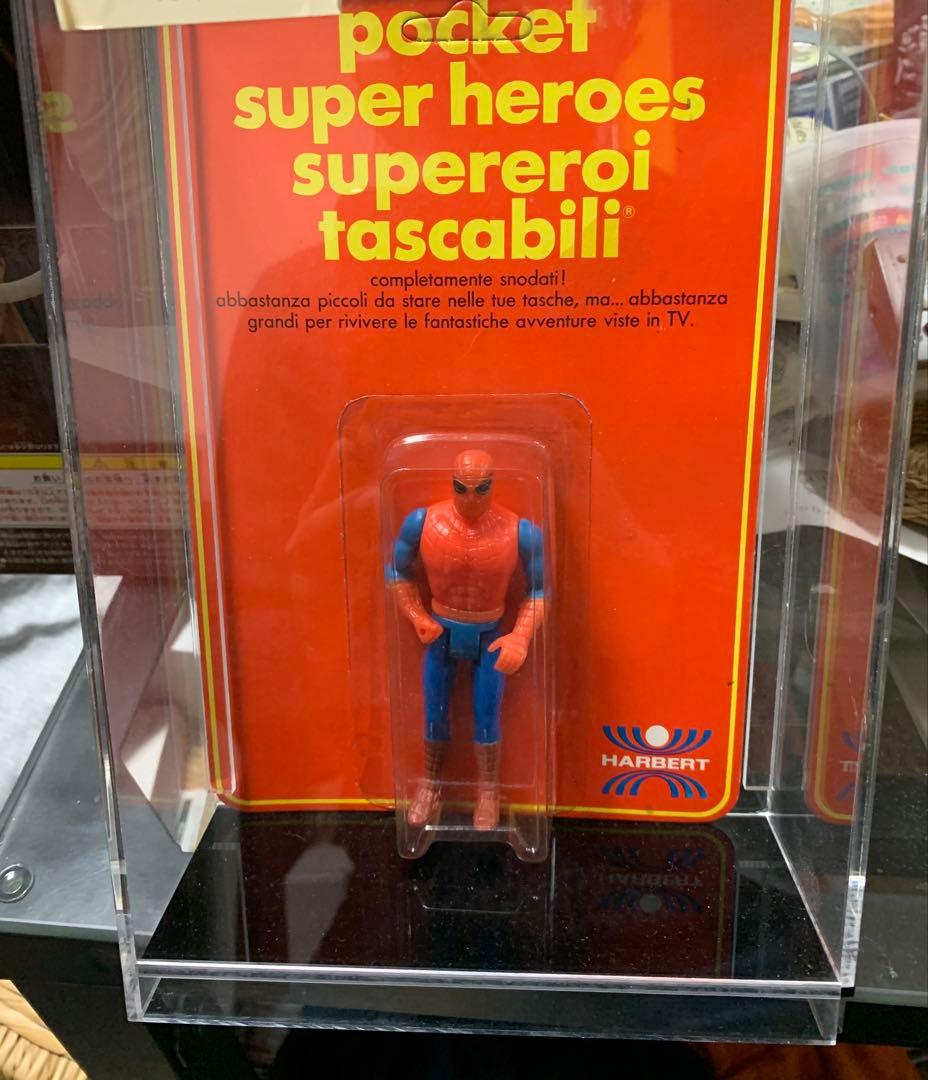 pocket
super heroes
supereroi
tascabili®
completamente snodati!
abbastanza piccoli da stare nelle tue tasche, ma... abbastanza
grandi per rivivere le fantastiche avventure viste in TV.
HARBERT